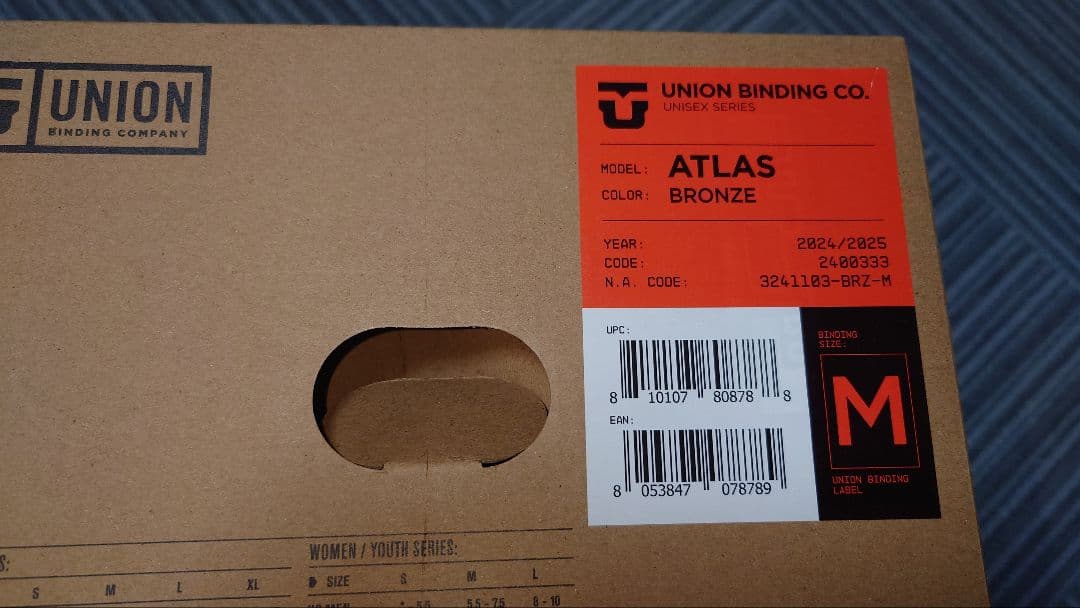 UNION
BINDING COMPANY
UNION BINDING CO.
UNISEX SERIES
MODEL: ATLAS
COLOR: BRONZE
YEAR: 2024/2025
CODE: 2400333
N.A. CODE: 3241103-BRZ-M
UPC:
8 10107 80878 8
EAN:
8 053847 078789
BINDING
SIZE:
M
UNION BINDING
LABEL
S M L XL
WOMEN / YOUTH SERIES:
SIZE S M L
5.5 - 7.5 8 - 10